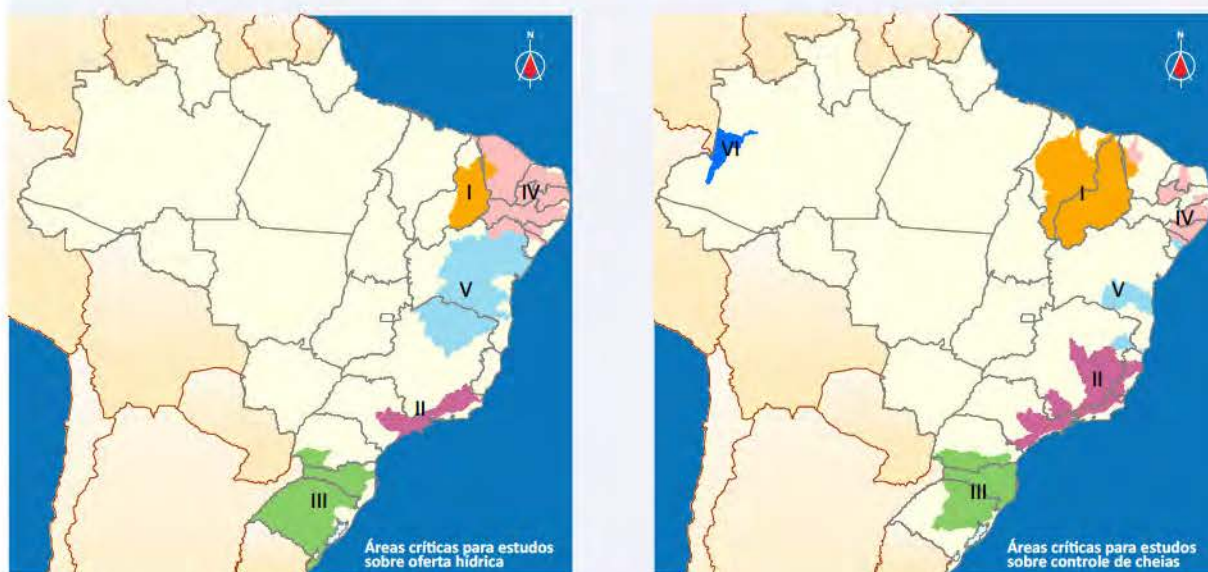 N
I
IV
V
II
III
Áreas críticas para estudos
sobre oferta hídrica
N
VI
I
IV
V
II
III
Áreas críticas para estudos
sobre controle de cheias